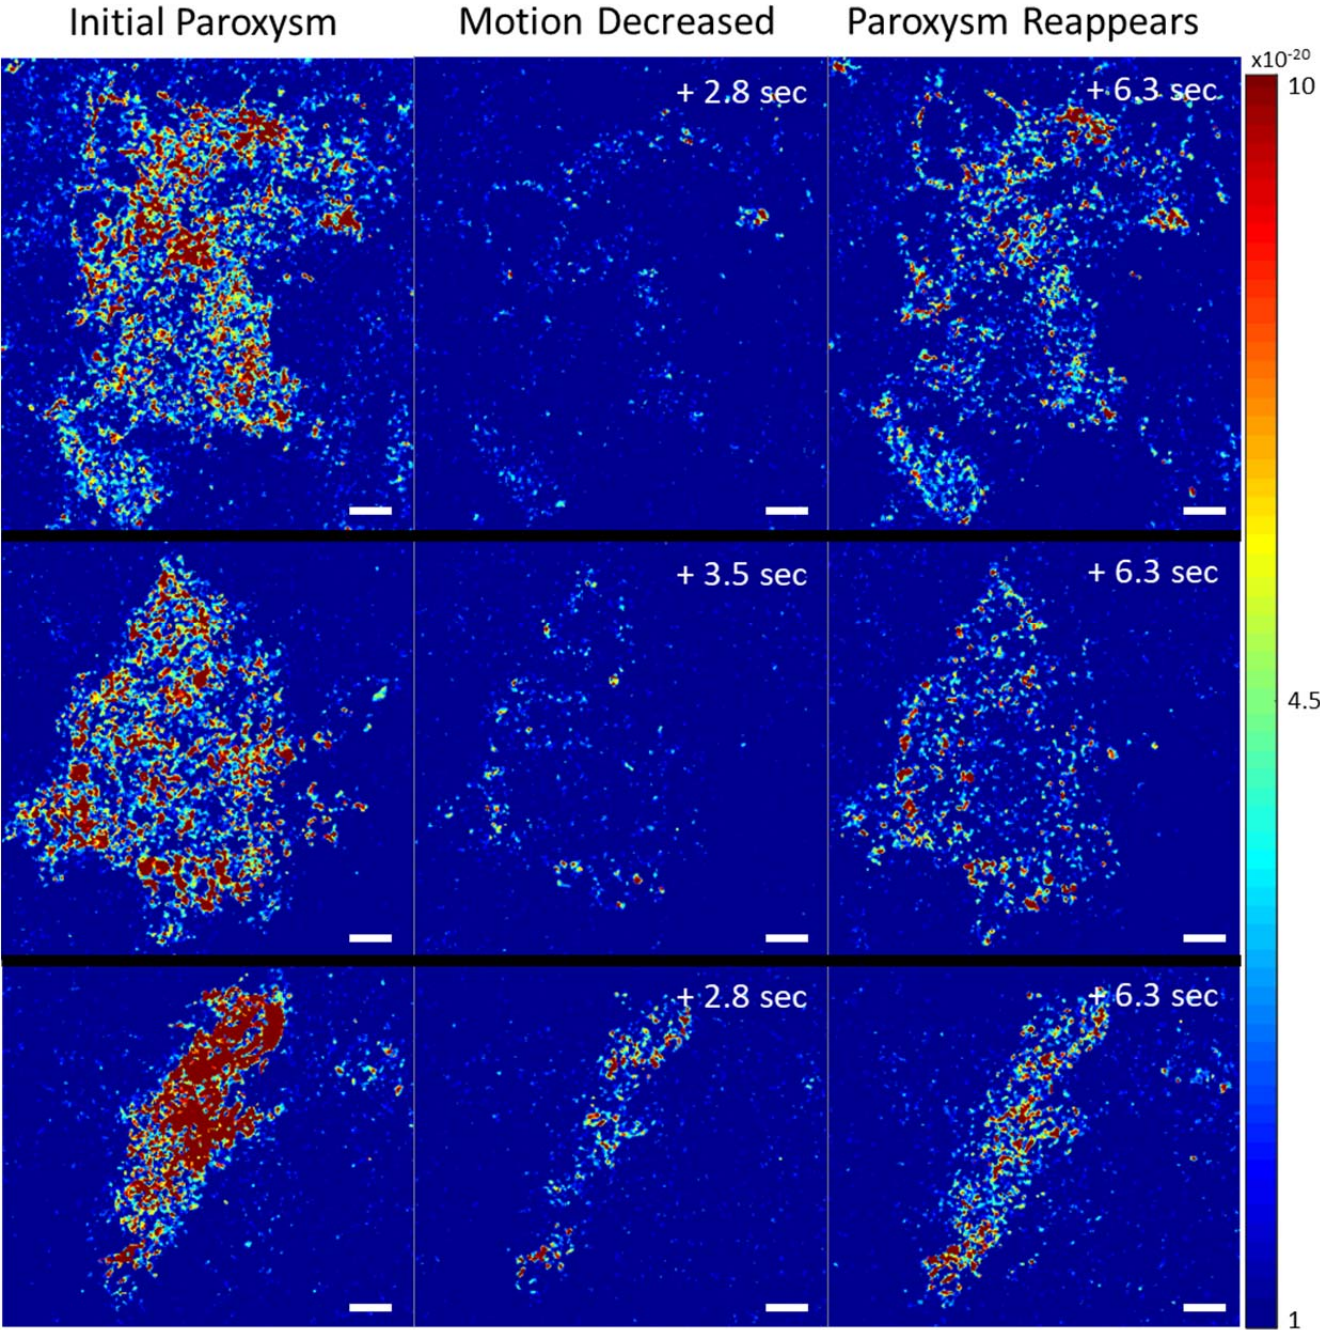 Initial Paroxysm
Motion Decreased
Paroxysm Reappears
x10-20
10
+ 2.8 sec
+ 6.3 sec
4.5
+ 3.5 sec
+ 6.3 sec
+ 2.8 sec
+ 6.3 sec
1